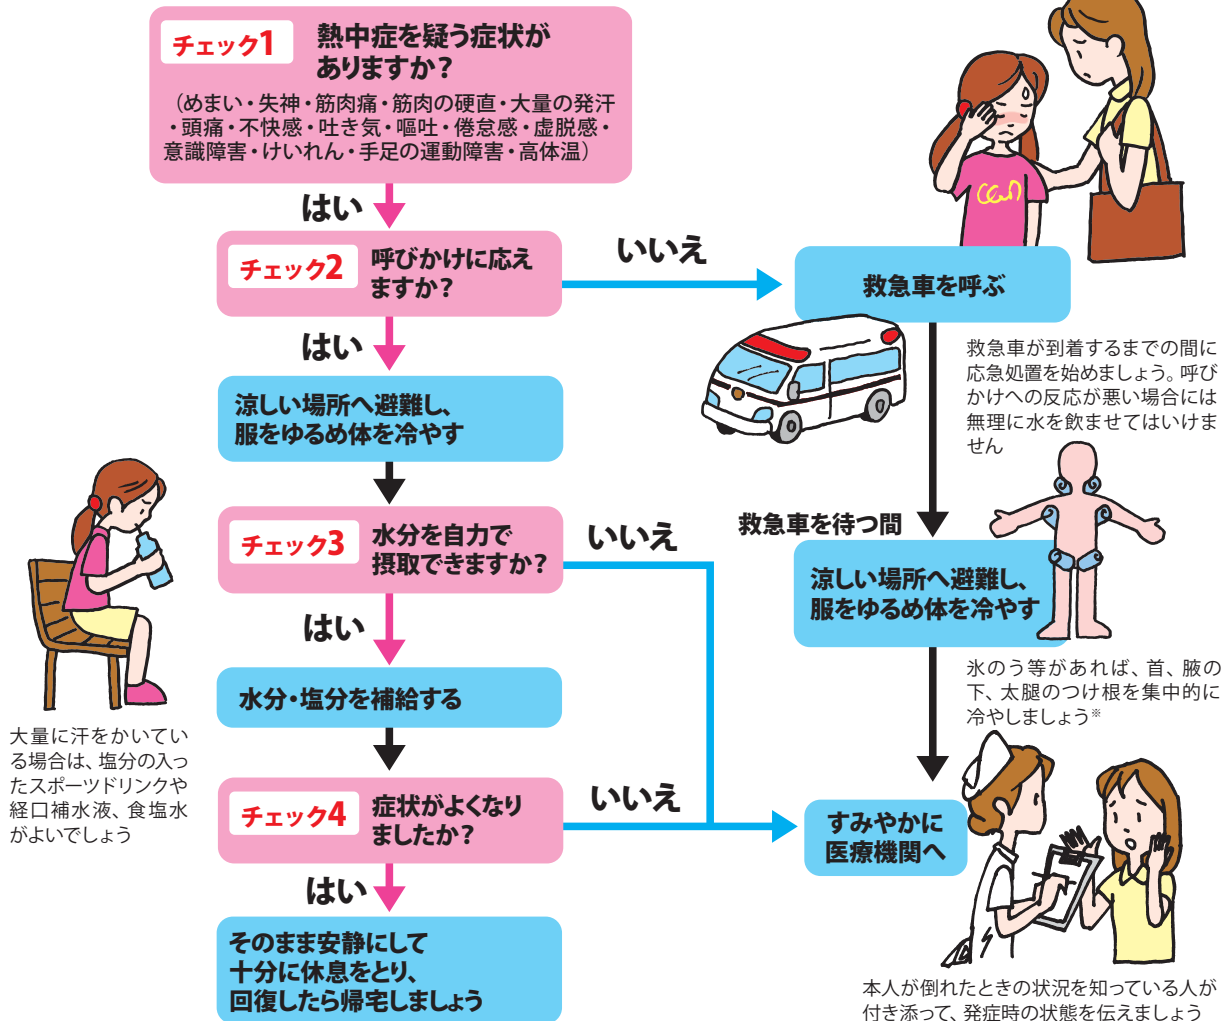 チェック1
熱中症を疑う症状が
ありますか？
（めまい・失神・筋肉痛・筋肉の硬直・大量の発汗
・頭痛・不快感・吐き気・嘔吐・倦怠感・虚脱感・
意識障害・けいれん・手足の運動障害・高体温）
はい
チェック2
呼びかけに応え
ますか？
いいえ
救急車を呼ぶ
救急車が到着するまでの間に
応急処置を始めましょう。呼び
かけへの反応が悪い場合には
無理に水を飲ませてはいけま
せん
はい
涼しい場所へ避難し、
服をゆるめ体を冷やす
チェック3
水分を自力で
摂取できますか？
いいえ
救急車を待つ間
涼しい場所へ避難し、
服をゆるめ体を冷やす
氷のう等があれば、首、腋の
下、太腿のつけ根を集中的に
冷やしましょう※
はい
水分・塩分を補給する
大量に汗をかいてい
る場合は、塩分の入っ
たスポーツドリンクや
経口補水液、食塩水
がよいでしょう
チェック4
症状がよくなり
ましたか？
いいえ
すみやかに
医療機関へ
はい
そのまま安静にして
十分に休息をとり、
回復したら帰宅しましょう
本人が倒れたときの状況を知っている人が
付き添って、発症時の状態を伝えましょう